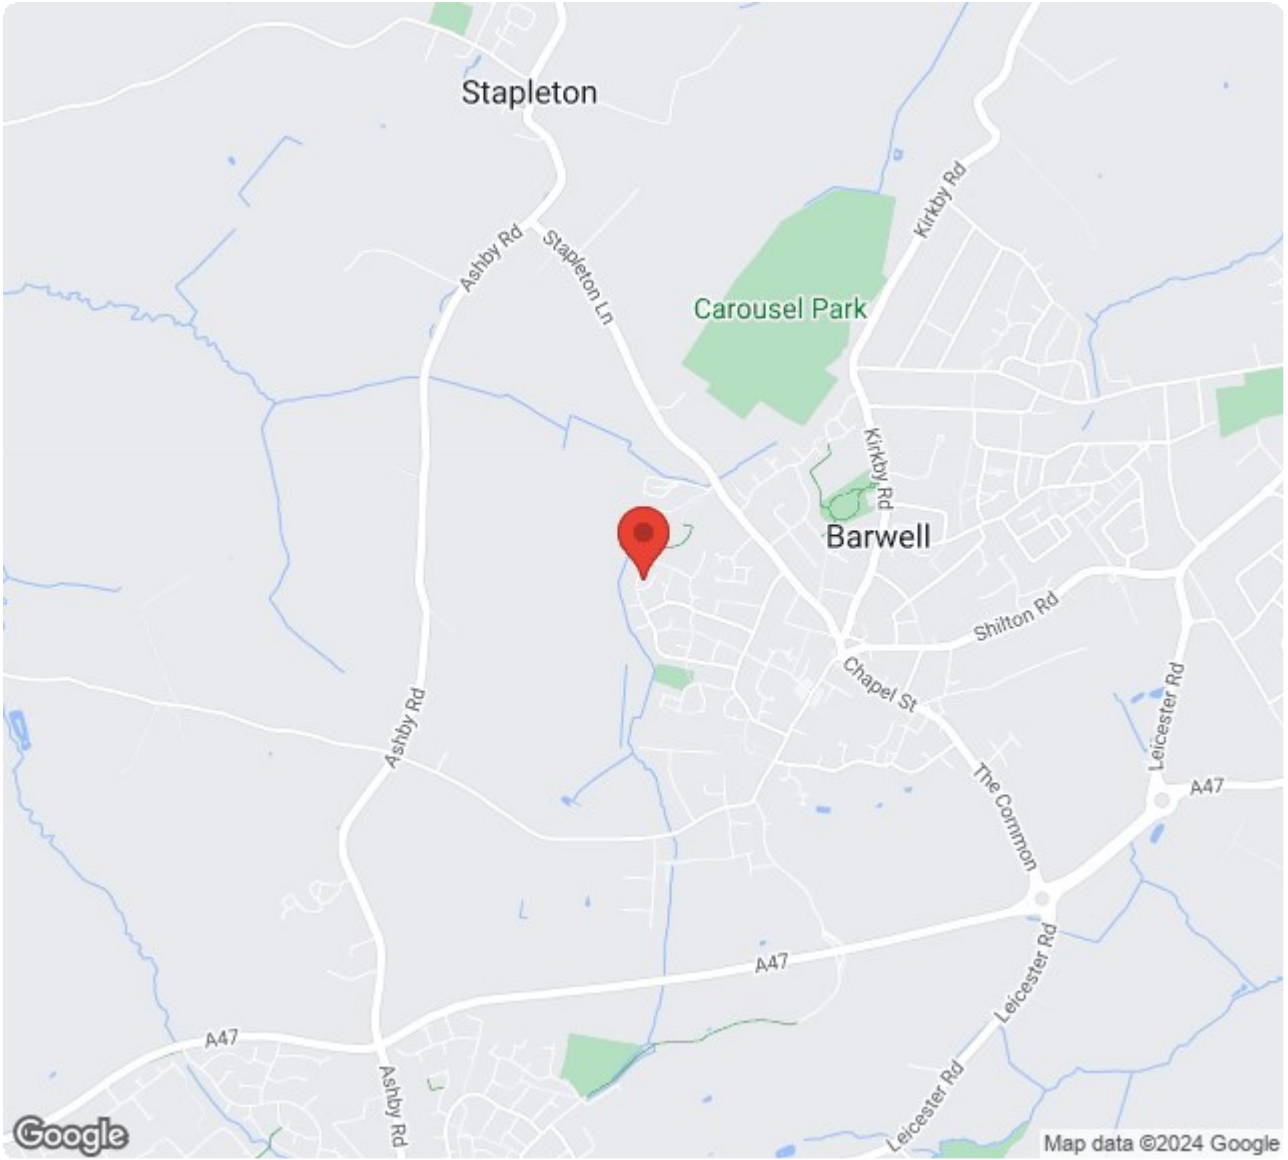 Stapleton
Kirkby Rd
Ashby Rd
Stapleton Ln
Carousel Park
Kirkby Rd
Barwell
Shilton Rd
Chapel St
Ashby Rd
Leicester Rd
The Common
A47
A47
Leicester Rd
A47
Ashby Rd
Leicester Rd
Google
Map data ©2024 Google